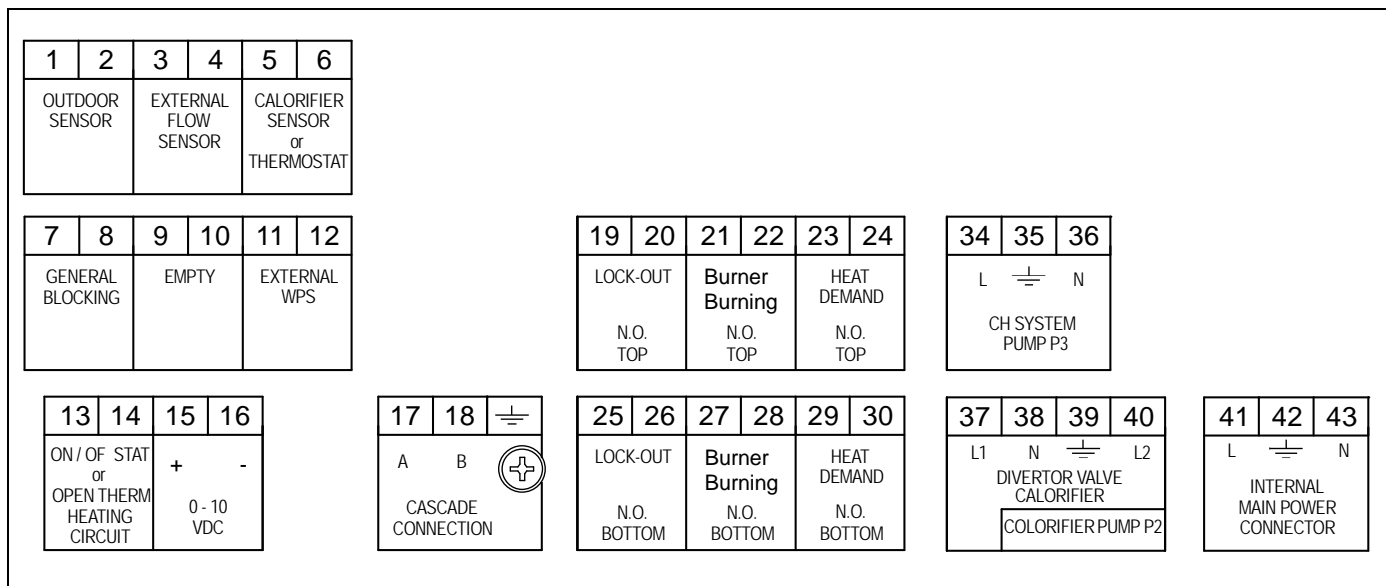 1 2 3 4 5 6
OUTDOOR
SENSOR
EXTERNAL
FLOW
SENSOR
CALORIFIER
SENSOR
or
THERMOSTAT
7 8 9 10 11 12
GENERAL
BLOCKING
EMPTY
EXTERNAL
WPS
19 20 21 22 23 24
LOCK-OUT
N.O.
TOP
Burner
Burning
N.O.
TOP
HEAT
DEMAND
N.O.
TOP
34 35 36
L N
CH SYSTEM
PUMP P3
13 14 15 16
ON / OF STAT
or
OPEN THERM
HEATING
CIRCUIT
+ -
0 - 10
VDC
17 18
A B
CASCADE
CONNECTION
25 26 27 28 29 30
LOCK-OUT
N.O.
BOTTOM
Burner
Burning
N.O.
BOTTOM
HEAT
DEMAND
N.O.
BOTTOM
37 38 39 40
L1 N L2
DIVERTOR VALVE
CALORIFIER
COLORIFIER PUMP P2
41 42 43
L N
INTERNAL
MAIN POWER
CONNECTOR